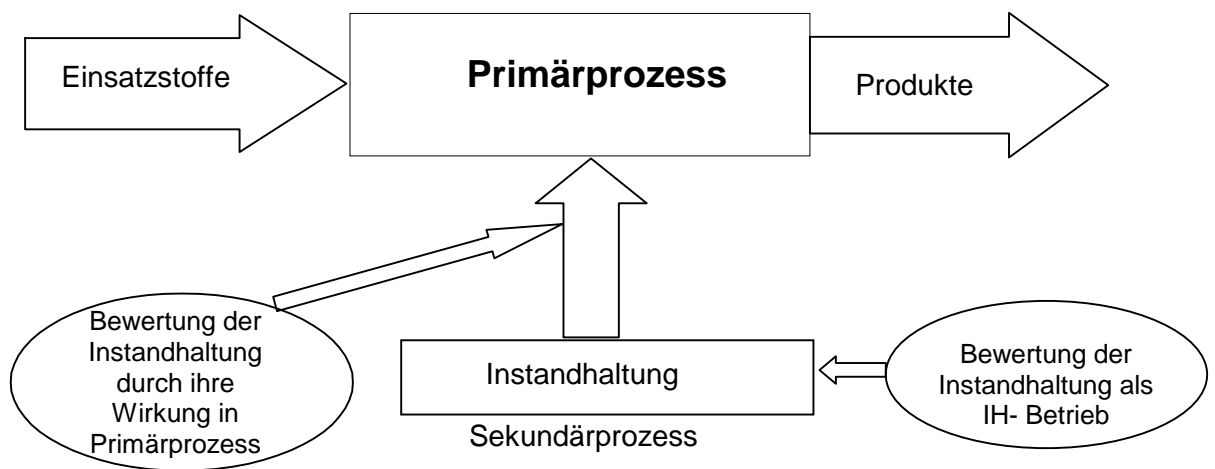 Einsatzstoffe
Primärprozess
Produkte
Bewertung der
Instandhaltung
durch ihre
Wirkung in
Primärprozess
Instandhaltung
Sekundärprozess
Bewertung der
Instandhaltung als
IH- Betrieb